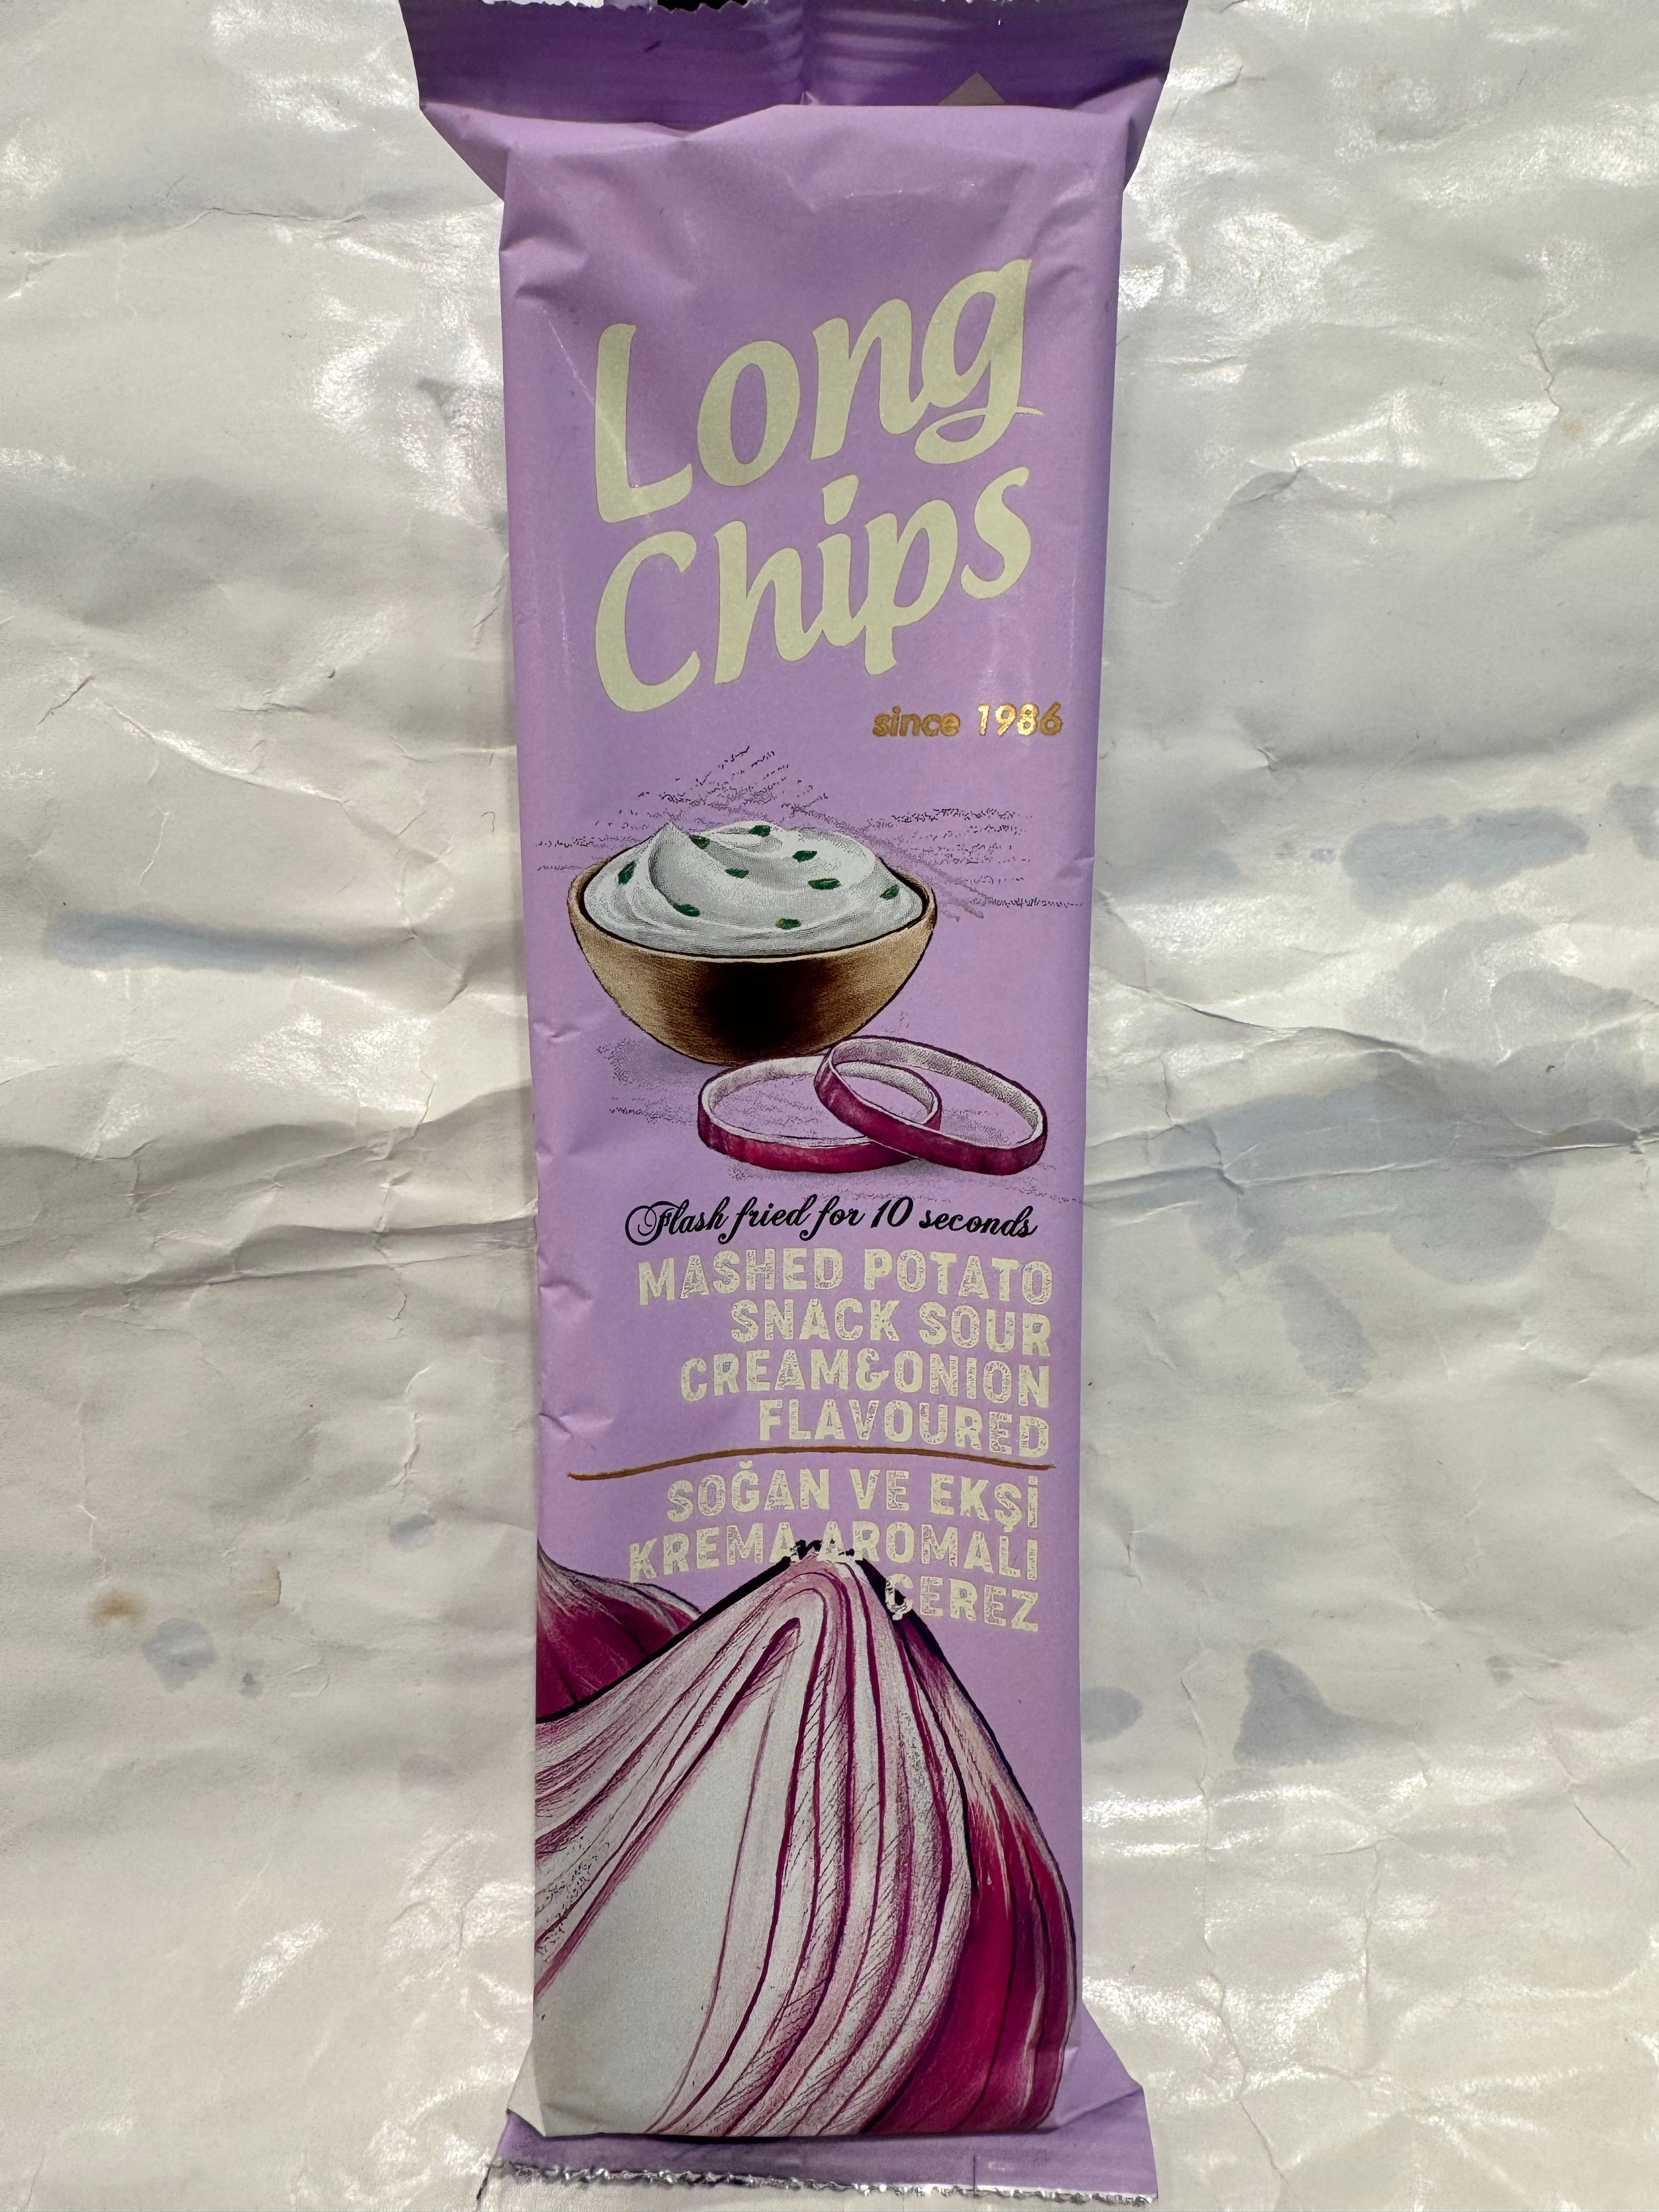 Long
Chips
since 1986
Flash fried for 10 seconds
MASHED POTATO
SNACK SOUR
CREAM&ONION
FLAVOURED
SOĞAN VE EKŞİ
KREMA AROMALI
ÇEREZ